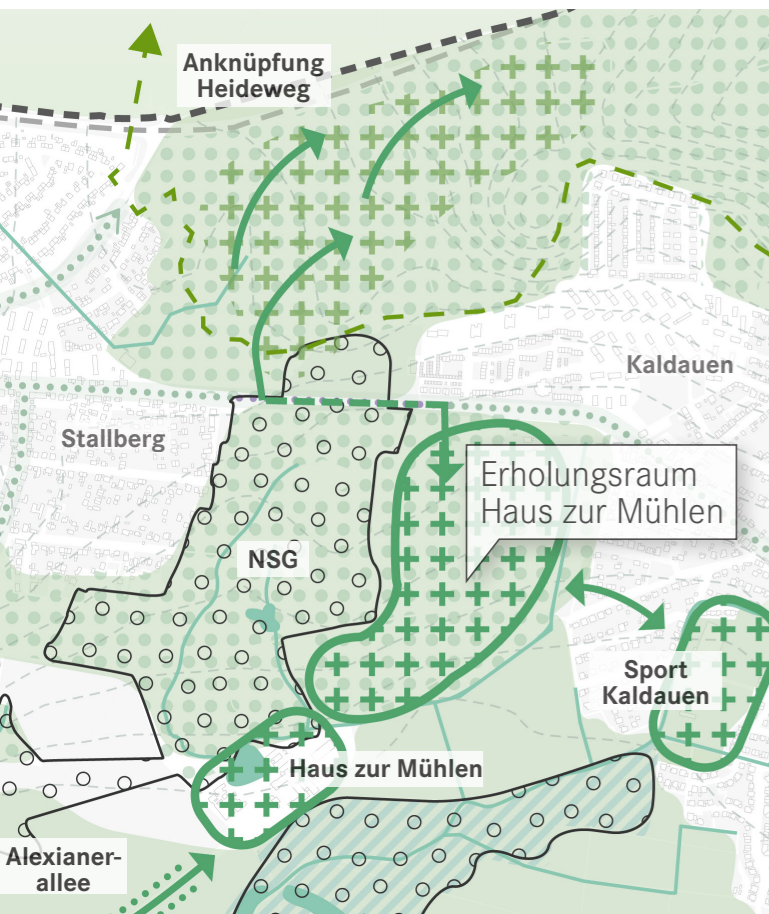 Anknüpfung
Heideweg
Kaldauen
Stallberg
Erholungsraum
Haus zur Mühlen
NSG
Sport
Kaldauen
Haus zur Mühlen
Alexianer-
allee